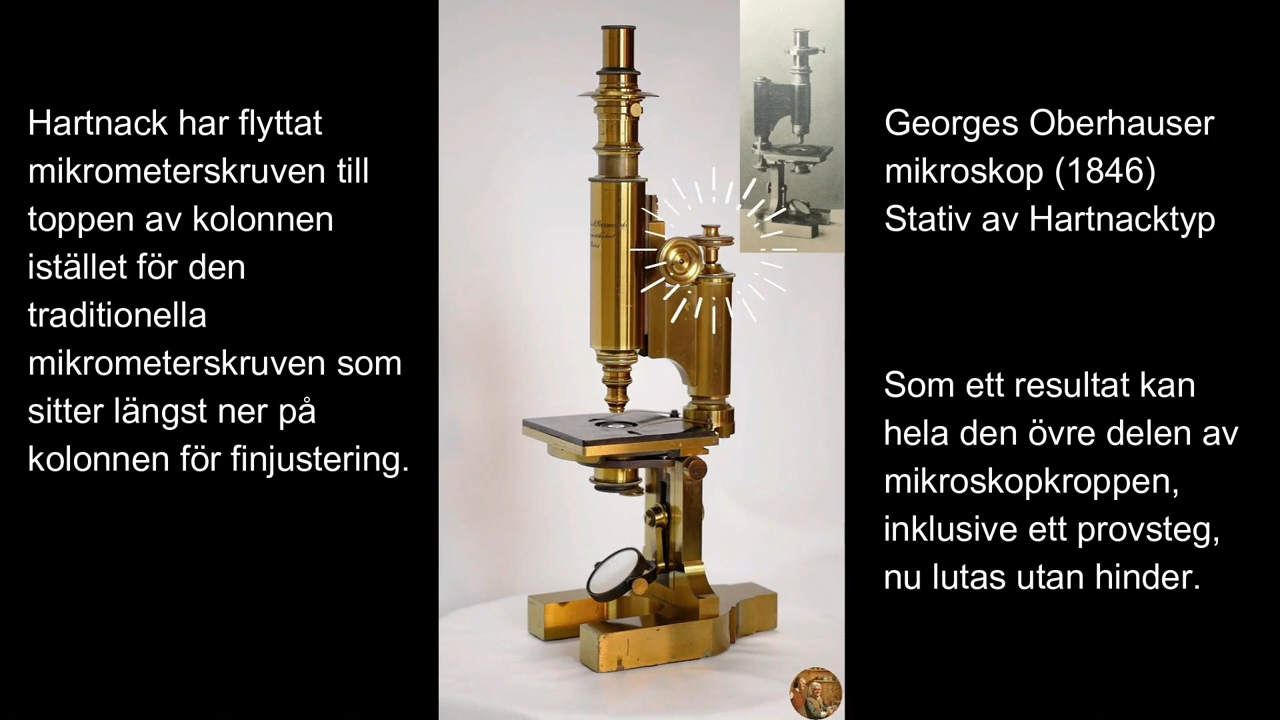 Hartnack har flyttat
mikrometerskruven till
toppen av kolonnen
istället för den
traditionella
mikrometerskruven som
sitter längst ner på
kolonnen för finjustering.
Georges Oberhauser
mikroskop (1846)
Stativ av Hartnacktyp
Som ett resultat kan
hela den övre delen av
mikroskopkroppen,
inklusive ett provsteg,
nu lutas utan hinder.